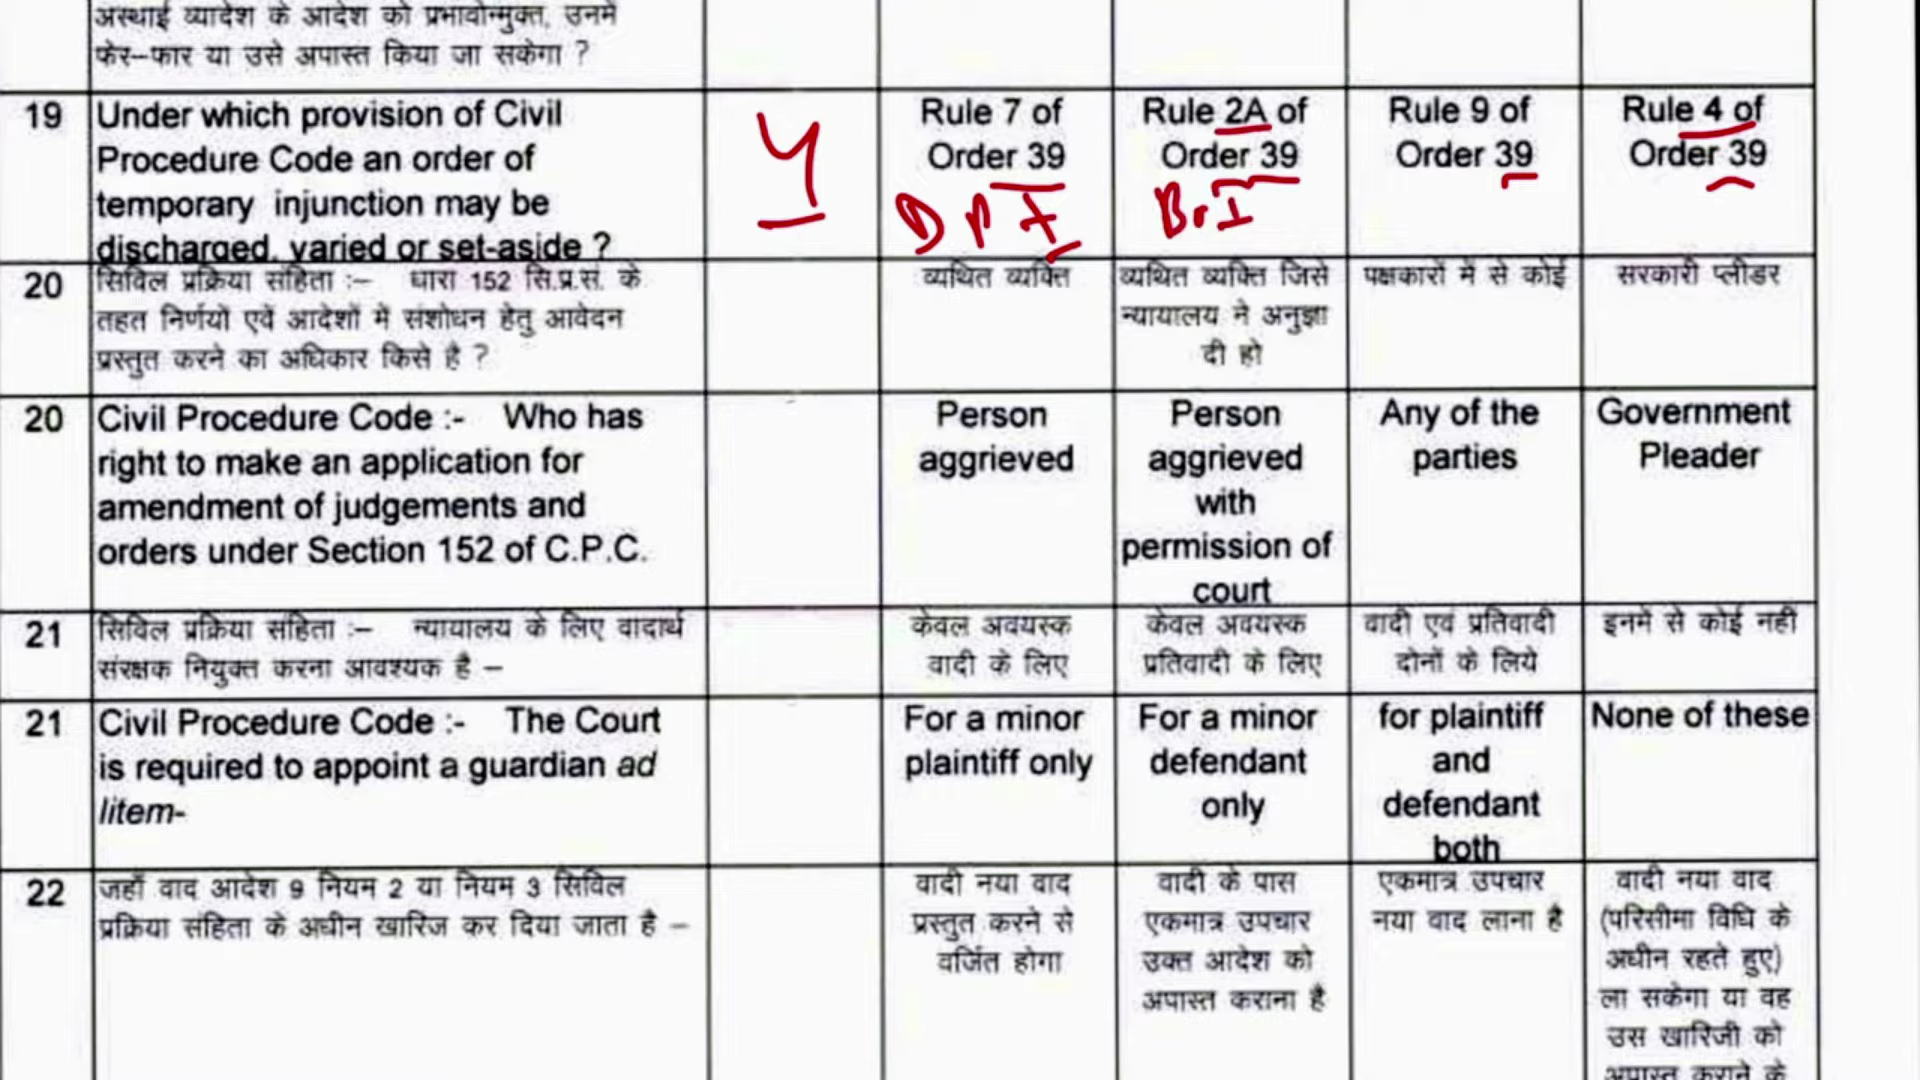 अस्थाई व्यादेश के आदेश को प्रभावोन्मुक्त, उनमें
फेर–फार या उसे अपास्त किया जा सकेगा ?
19
Under which provision of Civil
Procedure Code an order of
temporary injunction may be
discharged, varied or set-aside ?
4
Rule 7 of
Order 39
D P I
Rule 2A of
Order 39
B. I
Rule 9 of
Order 39
Rule 4 of
Order 39
20
सिविल प्रक्रिया संहिता :– धारा 152 सि.प्र.सं. के
तहत निर्णयों एवं आदेशों में संशोधन हेतु आवेदन
प्रस्तुत करने का अधिकार किसे है ?
व्यथित व्यक्ति
व्यथित व्यक्ति जिसे
न्यायालय ने अनुज्ञा
दी हो
पक्षकारों में से कोई
सरकारी प्लीडर
20
Civil Procedure Code :- Who has
right to make an application for
amendment of judgements and
orders under Section 152 of C.P.C.
Person
aggrieved
Person
aggrieved
with
permission of
court
Any of the
parties
Government
Pleader
21
सिविल प्रक्रिया संहिता :– न्यायालय के लिए वादार्थ
संरक्षक नियुक्त करना आवश्यक है –
केवल अवयस्क
वादी के लिए
केवल अवयस्क
प्रतिवादी के लिए
वादी एवं प्रतिवादी
दोनों के लिये
इनमें से कोई नहीं
21
Civil Procedure Code :- The Court
is required to appoint a guardian ad
litem-
For a minor
plaintiff only
For a minor
defendant
only
for plaintiff
and
defendant
both
None of these
22
जहाँ वाद आदेश 9 नियम 2 या नियम 3 सिविल
प्रक्रिया संहिता के अधीन खारिज कर दिया जाता है –
वादी नया वाद
प्रस्तुत करने से
वर्जित होगा
वादी के पास
एकमात्र उपचार
उक्त आदेश को
अपास्त कराना है
एकमात्र उपचार
नया वाद लाना है
वादी नया वाद
(परिसीमा विधि के
अधीन रहते हुए)
ला सकेगा या वह
उस खारिजी को
अपास्त कराने के